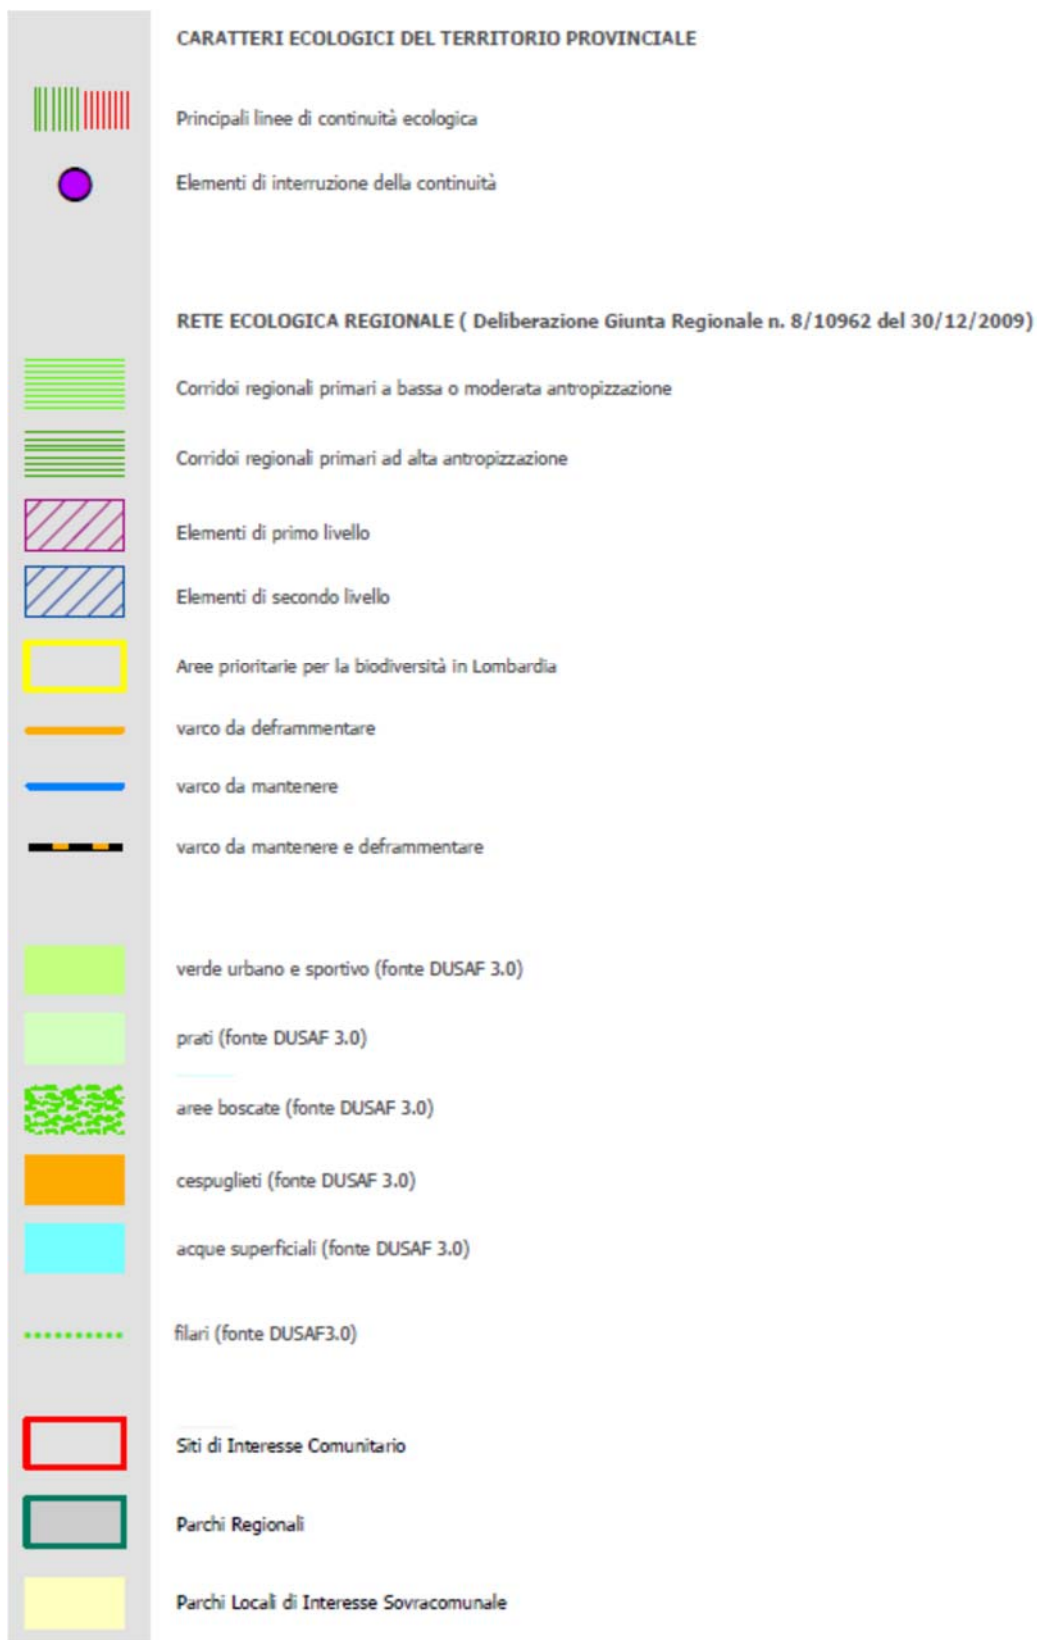 CARATTERI ECOLOGICI DEL TERRITORIO PROVINCIALE
Principali linee di continuità ecologica
Elementi di interruzione della continuità
RETE ECOLOGICA REGIONALE ( Deliberazione Giunta Regionale n. 8/10962 del 30/12/2009)
Corridoi regionali primari a bassa o moderata antropizzazione
Corridoi regionali primari ad alta antropizzazione
Elementi di primo livello
Elementi di secondo livello
Aree prioritarie per la biodiversità in Lombardia
varco da deframmentare
varco da mantenere
varco da mantenere e deframmentare
verde urbano e sportivo (fonte DUSAF 3.0)
prati (fonte DUSAF 3.0)
aree boscate (fonte DUSAF 3.0)
cespuglieti (fonte DUSAF 3.0)
acque superficiali (fonte DUSAF 3.0)
filari (fonte DUSAF3.0)
Siti di Interesse Comunitario
Parchi Regionali
Parchi Locali di Interesse Sovracomunale